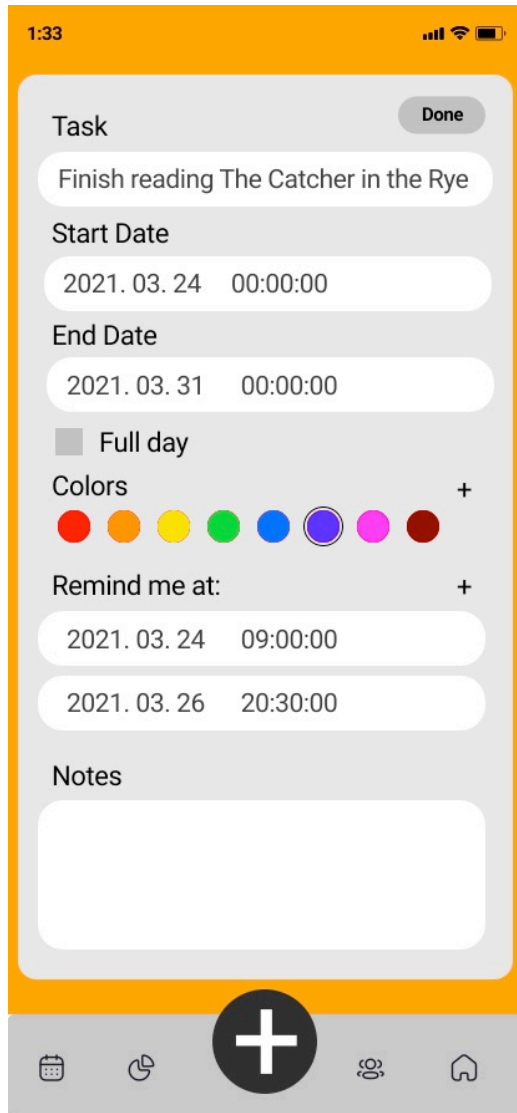 1:33
Done
Task
Finish reading The Catcher in the Rye
Start Date
2021. 03. 24 00:00:00
End Date
2021. 03. 31 00:00:00
Full day
Colors +
Remind me at: +
2021. 03. 24 09:00:00
2021. 03. 26 20:30:00
Notes